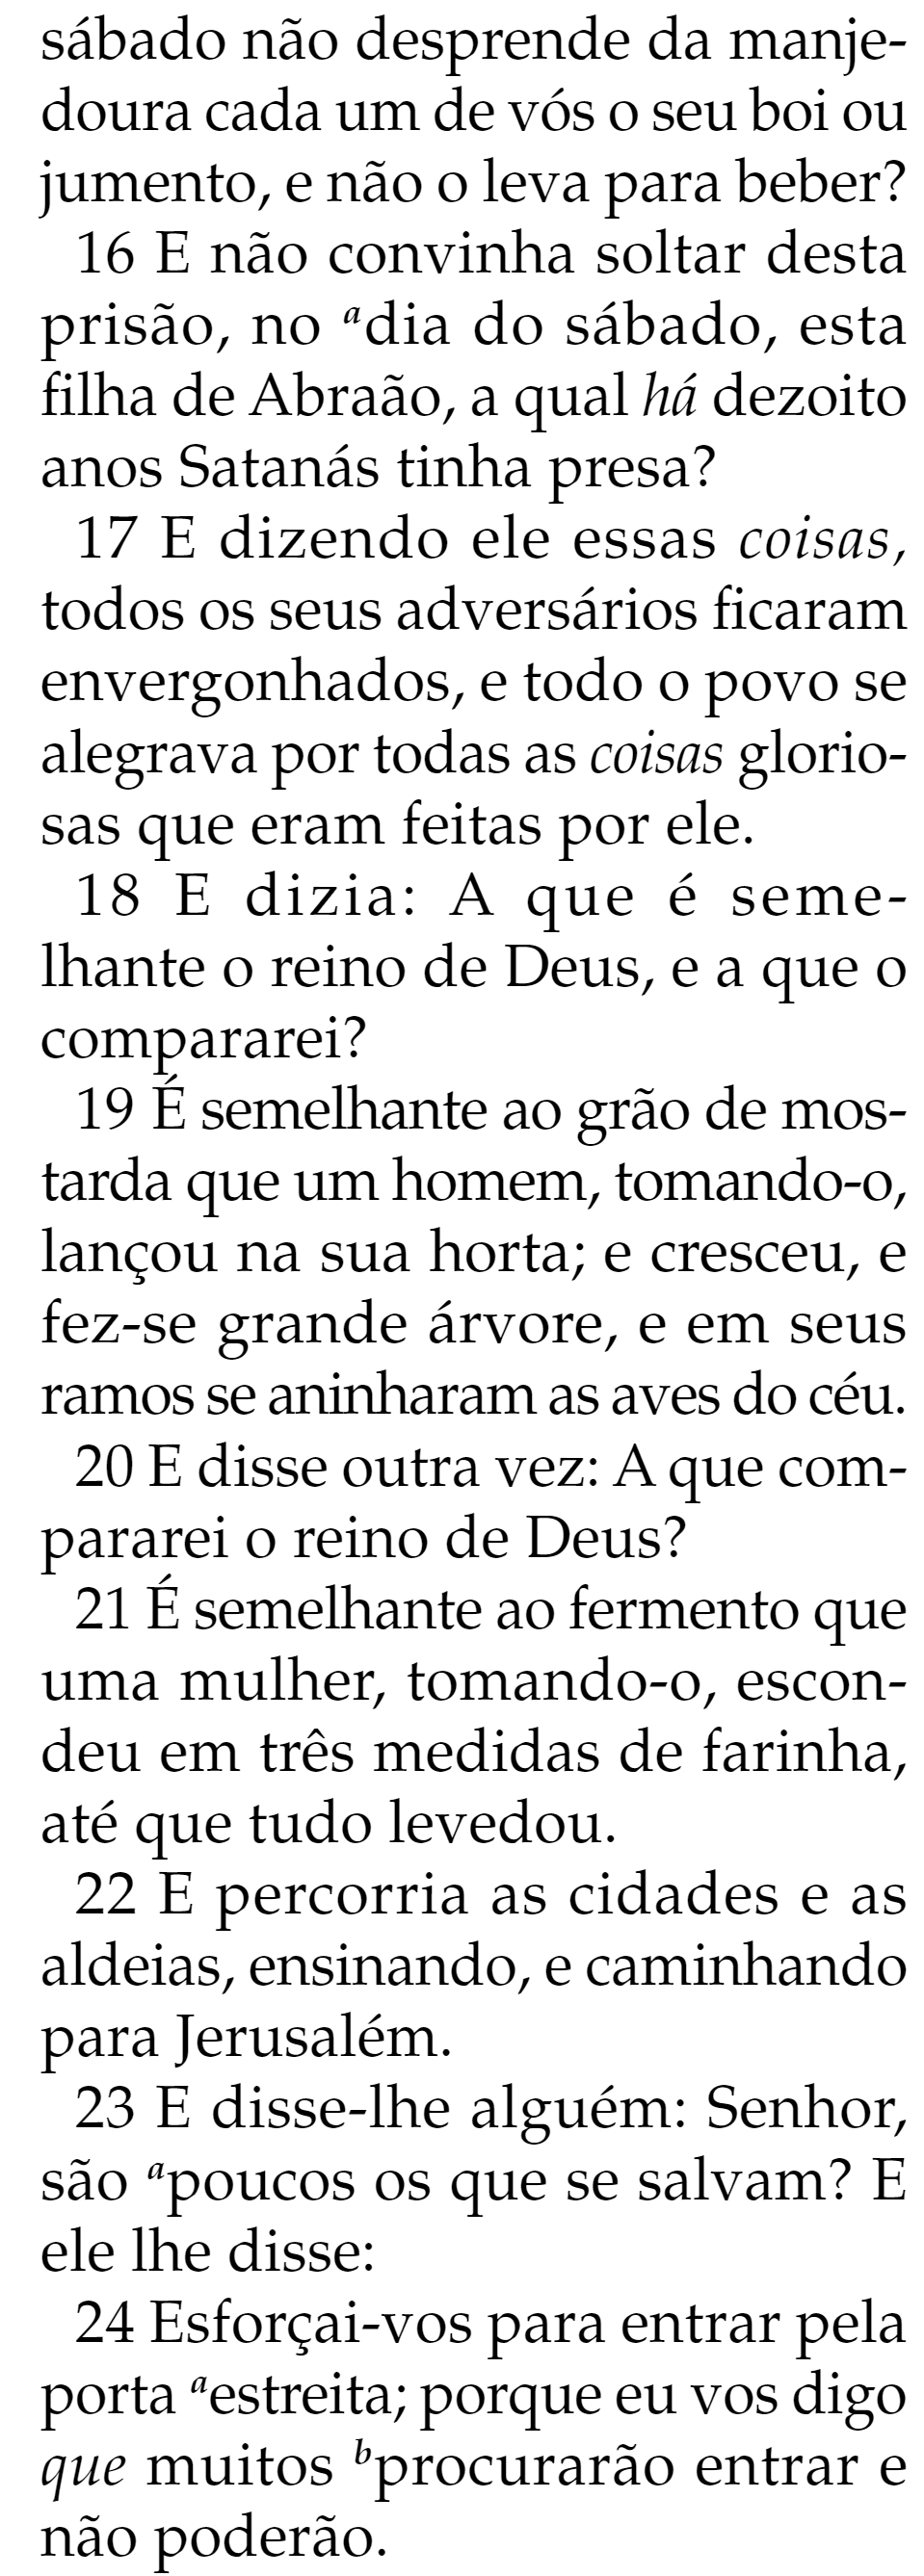 sábado não desprende da manje-
doura cada um de vós o seu boi ou
jumento, e não o leva para beber?
16 E não convinha soltar desta
prisão, no ᵃdia do sábado, esta
filha de Abraão, a qual há dezoito
anos Satanás tinha presa?
17 E dizendo ele essas coisas,
todos os seus adversários ficaram
envergonhados, e todo o povo se
alegrava por todas as coisas glorio-
sas que eram feitas por ele.
18 E dizia: A que é seme-
lhante o reino de Deus, e a que o
compararei?
19 É semelhante ao grão de mos-
tarda que um homem, tomando-o,
lançou na sua horta; e cresceu, e
fez-se grande árvore, e em seus
ramos se aninharam as aves do céu.
20 E disse outra vez: A que com-
pararei o reino de Deus?
21 É semelhante ao fermento que
uma mulher, tomando-o, escon-
deu em três medidas de farinha,
até que tudo levedou.
22 E percorria as cidades e as
aldeias, ensinando, e caminhando
para Jerusalém.
23 E disse-lhe alguém: Senhor,
são ᵃpoucos os que se salvam? E
ele lhe disse:
24 Esforçai-vos para entrar pela
porta ᵃestreita; porque eu vos digo
que muitos ᵇprocurarão entrar e
não poderão.